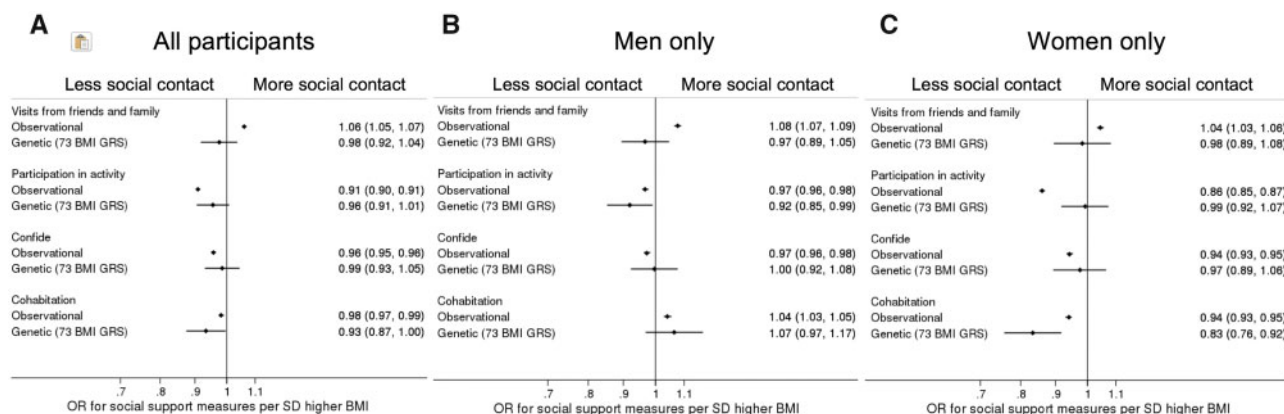 A
All participants
Less social contact More social contact
Visits from friends and family
Observational 1.06 (1.05, 1.07)
Genetic (73 BMI GRS) 0.98 (0.92, 1.04)
Participation in activity
Observational 0.91 (0.90, 0.91)
Genetic (73 BMI GRS) 0.96 (0.91, 1.01)
Confide
Observational 0.96 (0.95, 0.96)
Genetic (73 BMI GRS) 0.99 (0.93, 1.05)
Cohabitation
Observational 0.98 (0.97, 0.99)
Genetic (73 BMI GRS) 0.93 (0.87, 1.00)
.7 .8 .9 1 1.1
OR for social support measures per SD higher BMI
B
Men only
Less social contact More social contact
Visits from friends and family
Observational 1.08 (1.07, 1.09)
Genetic (73 BMI GRS) 0.97 (0.89, 1.05)
Participation in activity
Observational 0.97 (0.96, 0.98)
Genetic (73 BMI GRS) 0.92 (0.85, 0.99)
Confide
Observational 0.97 (0.96, 0.98)
Genetic (73 BMI GRS) 1.00 (0.92, 1.08)
Cohabitation
Observational 1.04 (1.03, 1.05)
Genetic (73 BMI GRS) 1.07 (0.97, 1.17)
.7 .8 .9 1 1.1
OR for social support measures per SD higher BMI
C
Women only
Less social contact More social contact
Visits from friends and family
Observational 1.04 (1.03, 1.06)
Genetic (73 BMI GRS) 0.98 (0.89, 1.08)
Participation in activity
Observational 0.86 (0.85, 0.87)
Genetic (73 BMI GRS) 0.99 (0.92, 1.07)
Confide
Observational 0.94 (0.93, 0.95)
Genetic (73 BMI GRS) 0.97 (0.89, 1.06)
Cohabitation
Observational 0.94 (0.93, 0.95)
Genetic (73 BMI GRS) 0.83 (0.76, 0.92)
.7 .8 .9 1 1.1
OR for social support measures per SD higher BMI